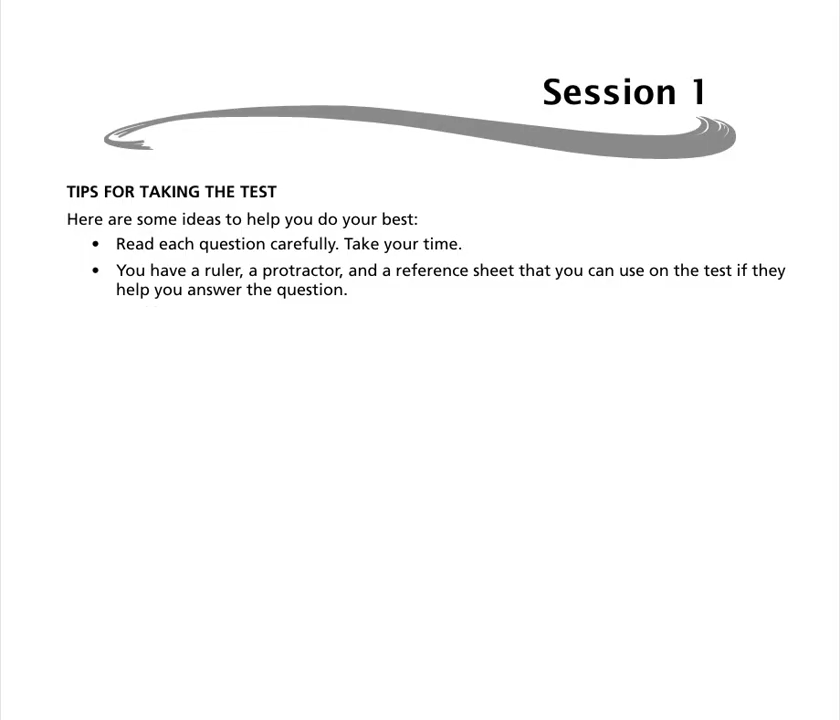 Session 1
TIPS FOR TAKING THE TEST
Here are some ideas to help you do your best:
• Read each question carefully. Take your time.
• You have a ruler, a protractor, and a reference sheet that you can use on the test if they
help you answer the question.